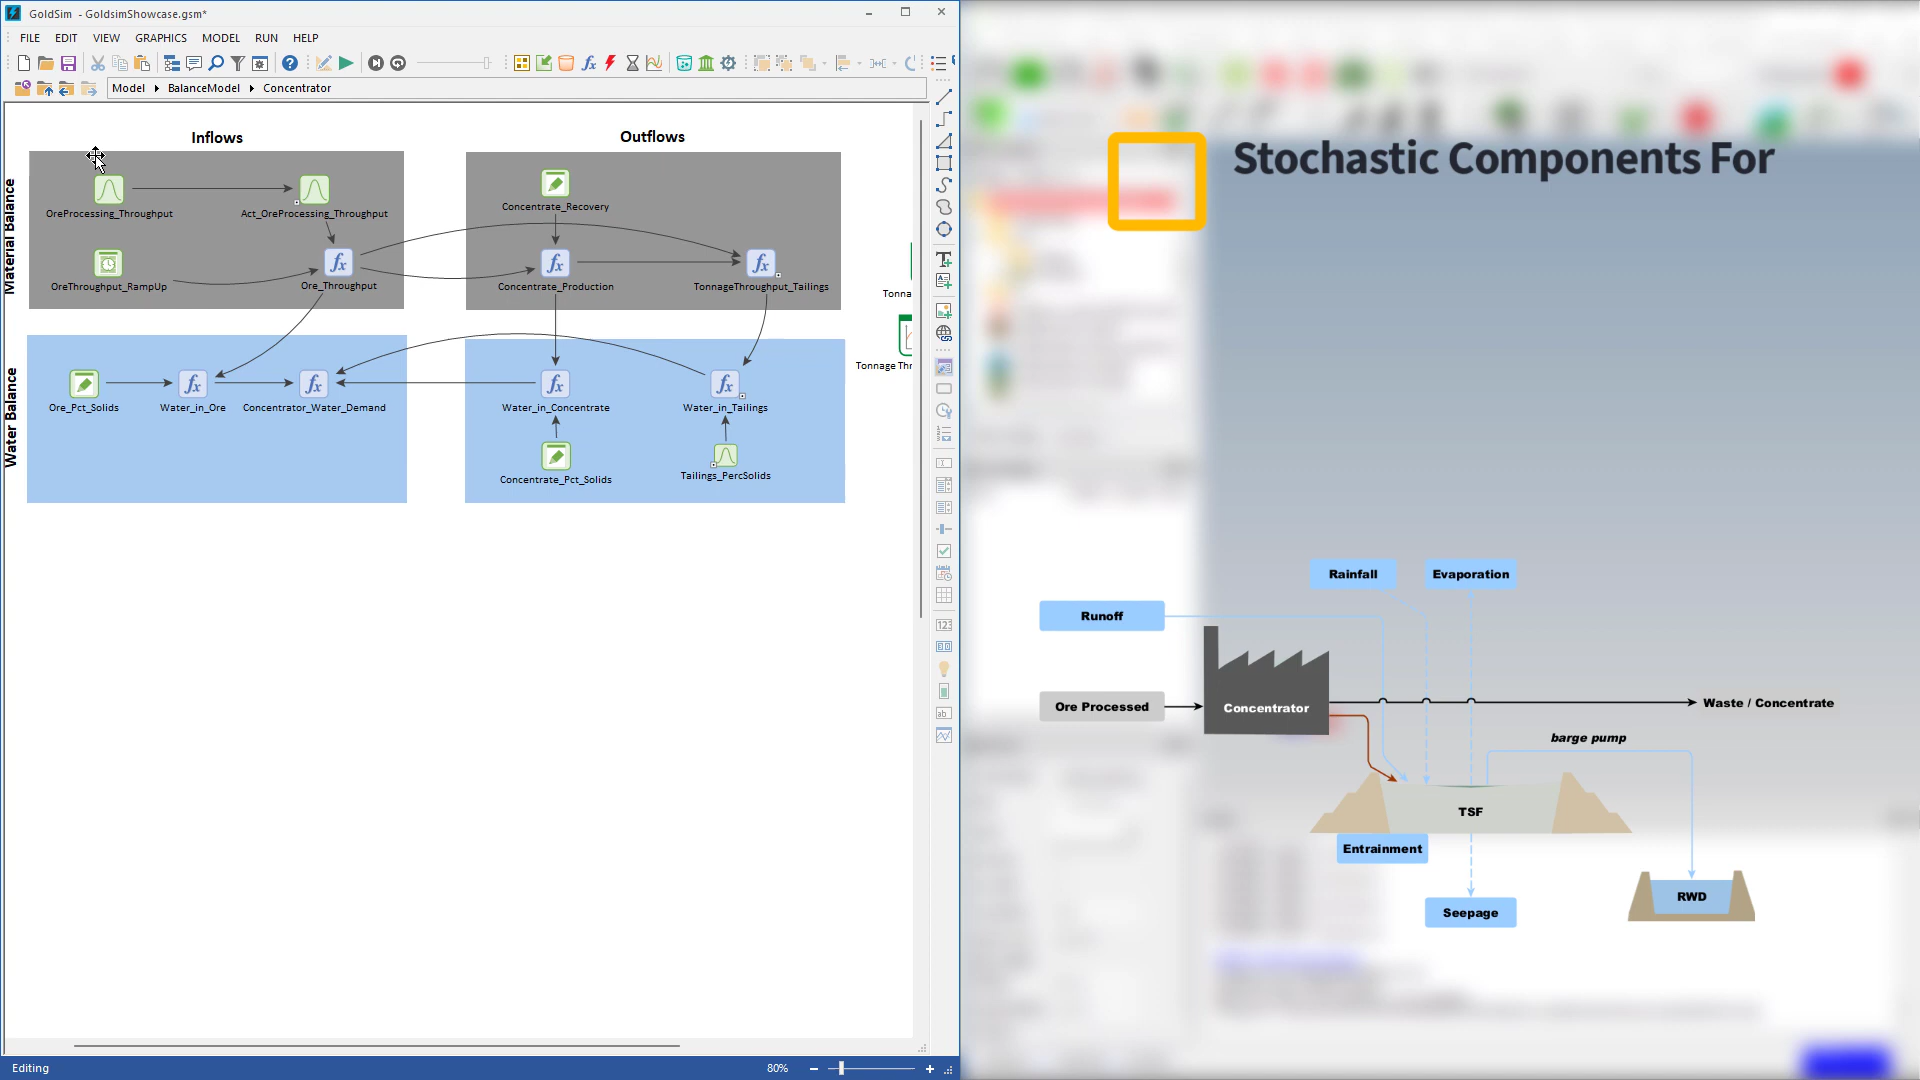 GoldSim - GoldsimShowcase.gsm*
FILE EDIT VIEW GRAPHICS MODEL RUN HELP
Model BalanceModel Concentrator
Inflows
Outflows
Material Balance
OreProcessing_Throughput
Act_OreProcessing_Throughput
Concentrate_Recovery
OreThroughput_RampUp
Ore_Throughput
Concentrate_Production
TonnageThroughput_Tailings
Tonna
Tonnage Thr
Water Balance
Ore_Pct_Solids
Water_in_Ore
Concentrator_Water_Demand
Water_in_Concentrate
Water_in_Tailings
Concentrate_Pct_Solids
Tailings_PercSolids
Editing
80%
Stochastic Components For
Rainfall
Evaporation
Runoff
Ore Processed
Concentrator
Waste / Concentrate
barge pump
TSF
Entrainment
RWD
Seepage